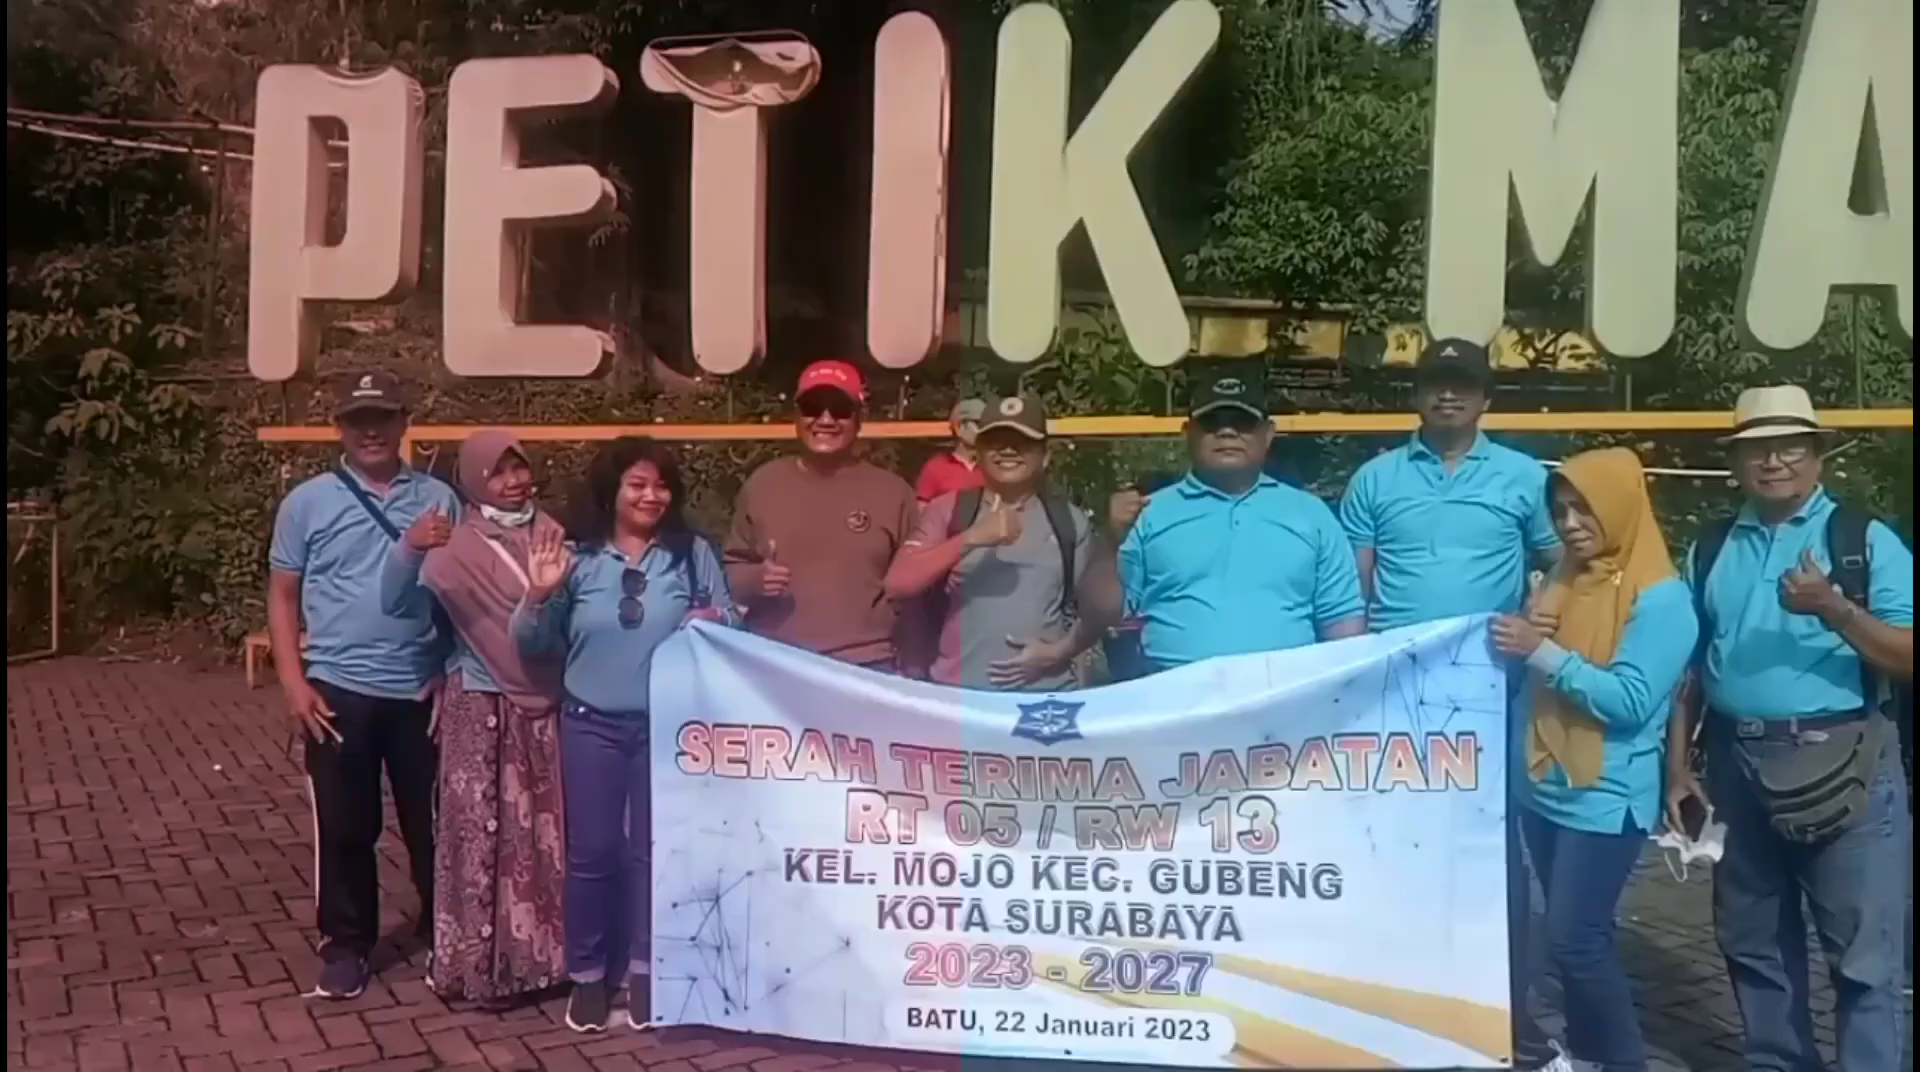 PETIK MA
SERAH TERIMA JABATAN
RT 05 / RW 13
KEL. MOJO KEC. GUBENG
KOTA SURABAYA
2023 - 2027
BATU, 22 Januari 2023